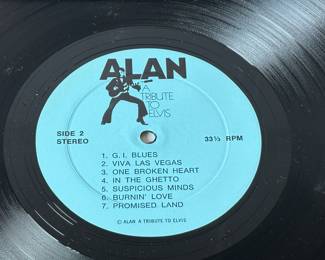 ALAN
A
TRIBUTE
TO
ELVIS
SIDE 2
STEREO
33⅓ RPM
1. G.I. BLUES
2. VIVA LAS VEGAS
3. ONE BROKEN HEART
4. IN THE GHETTO
5. SUSPICIOUS MINDS
6. BURNIN' LOVE
7. PROMISED LAND
© ALAN A TRIBUTE TO ELVIS